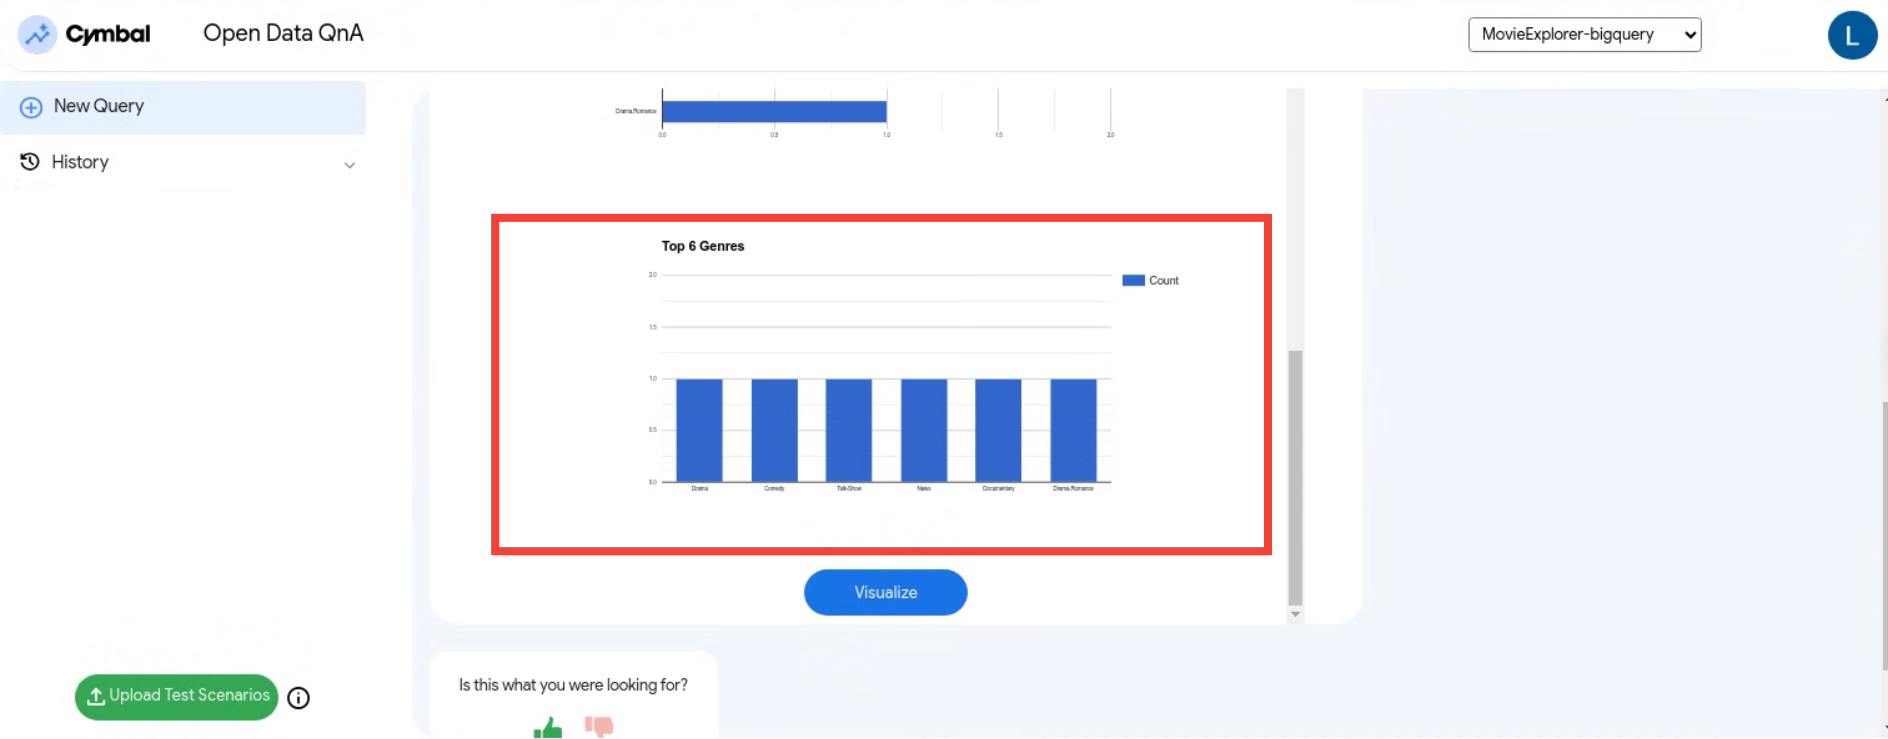 Cymbal
Open Data QnA
MovieExplorer-bigquery
L
New Query
History
Drama,Romance
0.0 0.5 1.0 1.5 2.0
Top 6 Genres
2.0
Count
1.5
1.0
0.5
0.0
Drama Comedy Talk-Show News Documentary Drama,Romance
Visualize
Is this what you were looking for?
Upload Test Scenarios